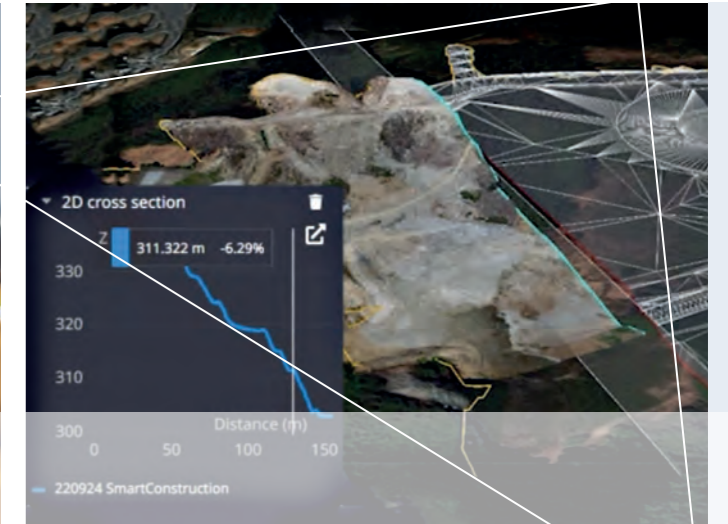 2D cross section
Z
311.322 m -6.29%
330
320
310
300
Distance (m)
0 50 100 150
220924 SmartConstruction